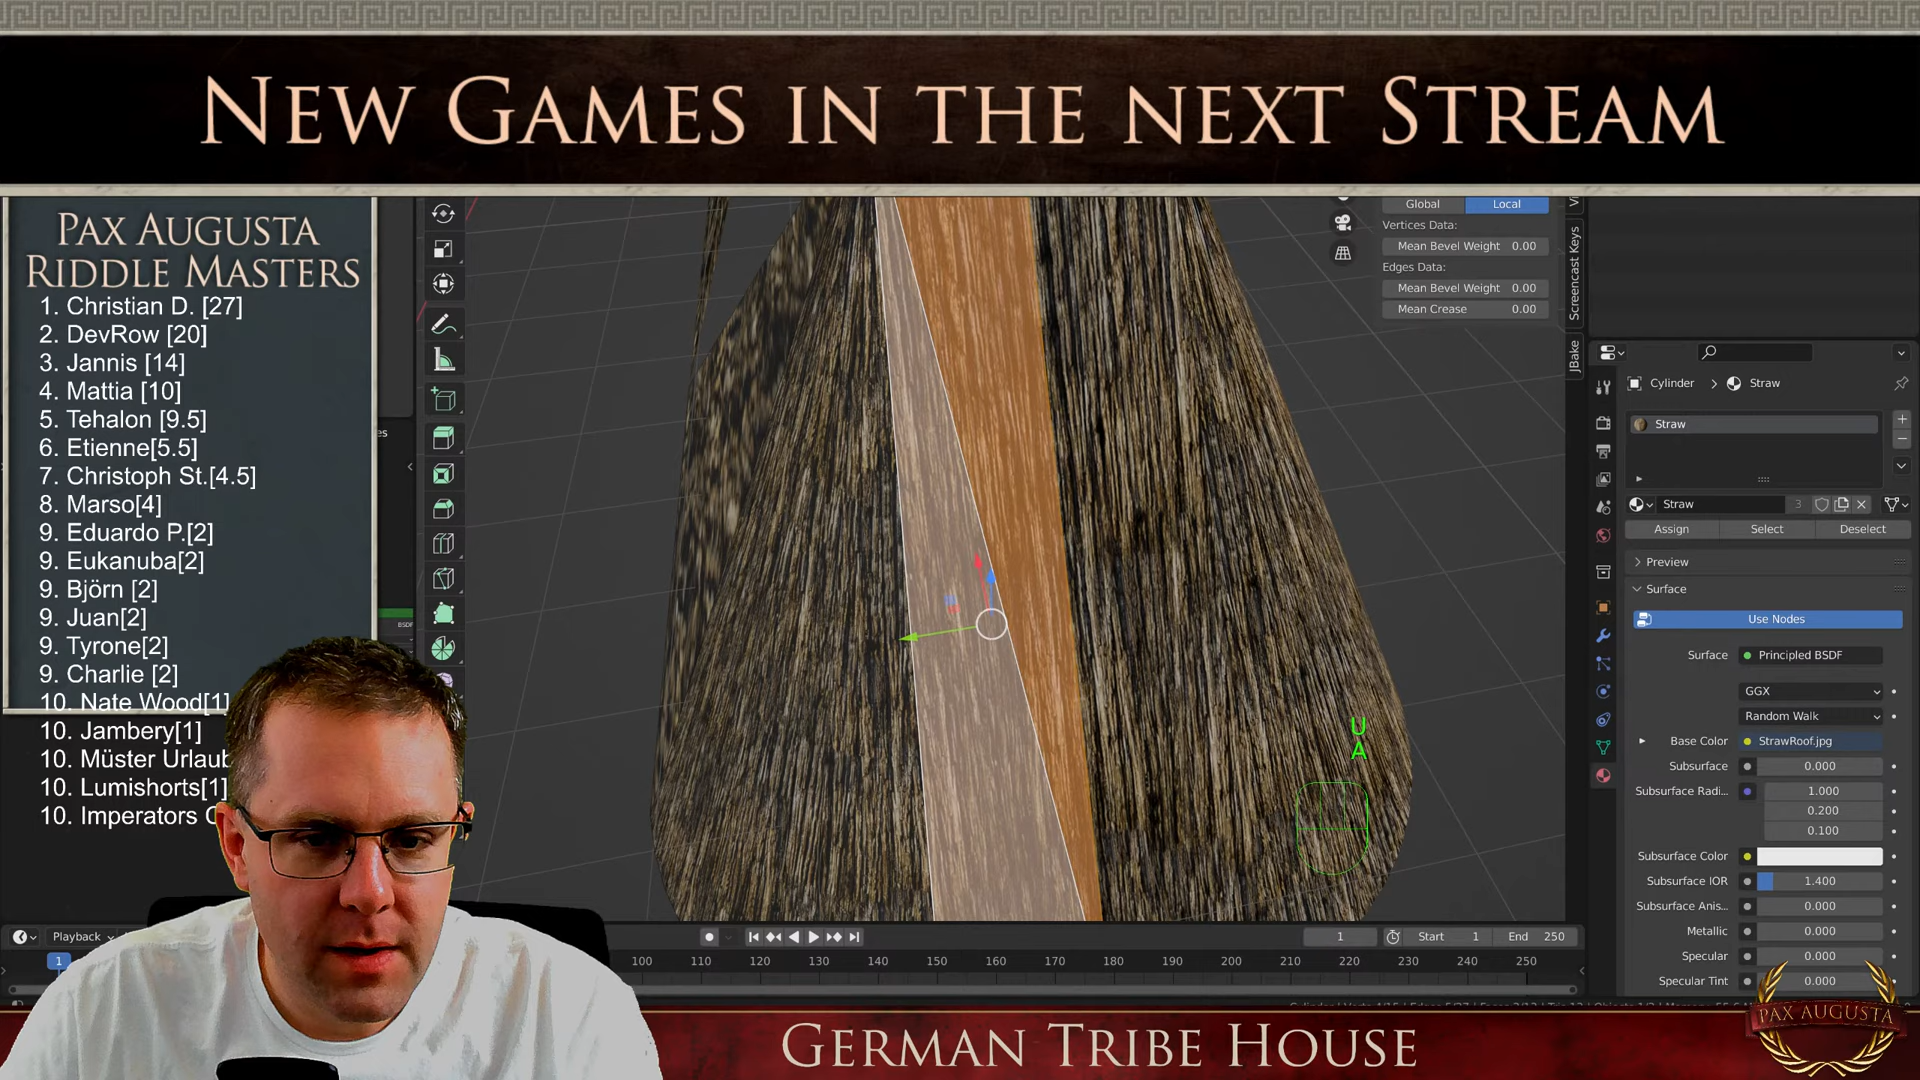 NEW GAMES IN THE NEXT STREAM
PAX AUGUSTA
RIDDLE MASTERS
1. Christian D. [27]
2. DevRow [20]
3. Jannis [14]
4. Mattia [10]
5. Tehalon [9.5]
6. Etienne[5.5]
7. Christoph St.[4.5]
8. Marso[4]
9. Eduardo P.[2]
9. Eukanuba[2]
9. Björn [2]
9. Juan[2]
9. Tyrone[2]
9. Charlie [2]
10. Nate Wood[1]
10. Jambery[1]
10. Müster Urlaub
10. Lumishorts[1]
10. Imperators
es
BSDF
Global Local
Vertices Data:
Mean Bevel Weight 0.00
Edges Data:
Mean Bevel Weight 0.00
Mean Crease 0.00
Screencast Keys
JBake
U
A
Cylinder > Straw
Straw
Straw 3
Assign Select Deselect
Preview
Surface
Use Nodes
Surface Principled BSDF
GGX
Random Walk
Base Color StrawRoof.jpg
Subsurface 0.000
Subsurface Radi... 1.000
0.200
0.100
Subsurface Color
Subsurface IOR 1.400
Subsurface Anis... 0.000
Metallic 0.000
Specular 0.000
Specular Tint 0.000
Playback
1 Start 1 End 250
1 100 110 120 130 140 150 160 170 180 190 200 210 220 230 240 250
GERMAN TRIBE HOUSE
PAX AUGUSTA